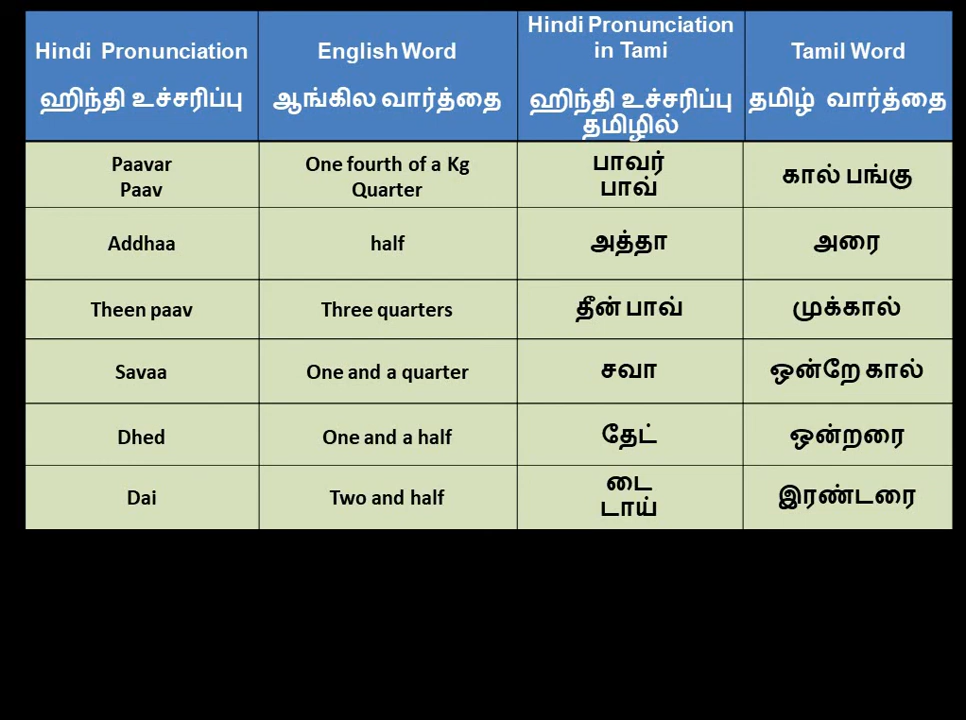 Hindi Pronunciation
ஹிந்தி உச்சரிப்பு
English Word
ஆங்கில வார்த்தை
Hindi Pronunciation
in Tami
ஹிந்தி உச்சரிப்பு
தமிழில்
Tamil Word
தமிழ் வார்த்தை
Paavar
Paav
One fourth of a Kg
Quarter
பாவர்
பாவ்
கால் பங்கு
Addhaa
half
அத்தா
அரை
Theen paav
Three quarters
தீன் பாவ்
முக்கால்
Savaa
One and a quarter
சவா
ஒன்றே கால்
Dhed
One and a half
தேட்
ஒன்றரை
Dai
Two and half
டை
டாய்
இரண்டரை